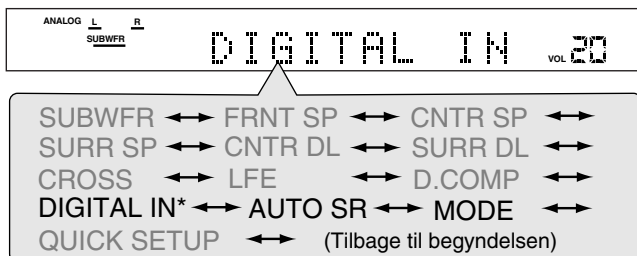 ANALOG L R
SUBWFR
DIGITAL IN VOL 20
SUBWFR ↔ FRNT SP ↔ CNTR SP ↔
SURR SP ↔ CNTR DL ↔ SURR DL ↔
CROSS ↔ LFE ↔ D.COMP ↔
DIGITAL IN* ↔ AUTO SR ↔ MODE ↔
QUICK SETUP ↔ (Tilbage til begyndelsen)